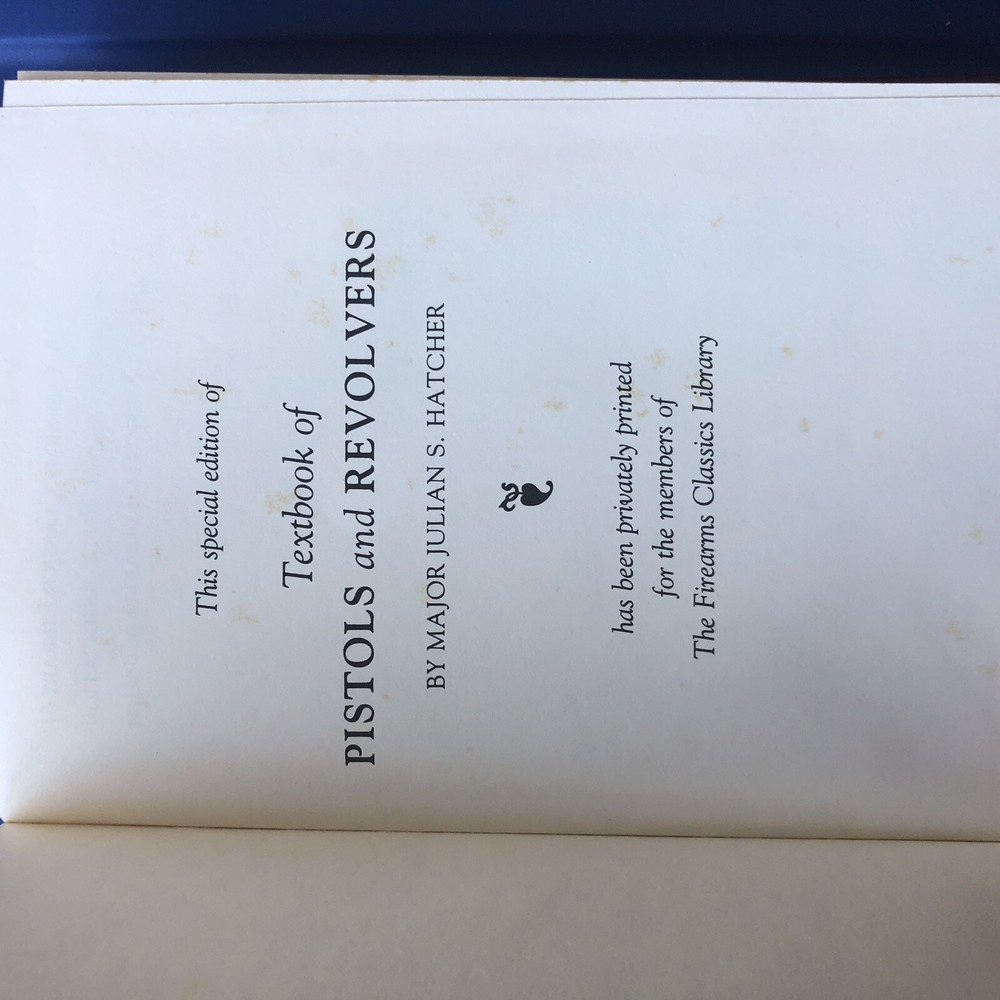 This special edition of
Textbook of
PISTOLS and REVOLVERS
BY MAJOR JULIAN S. HATCHER
has been privately printed
for the members of
The Firearms Classics Library